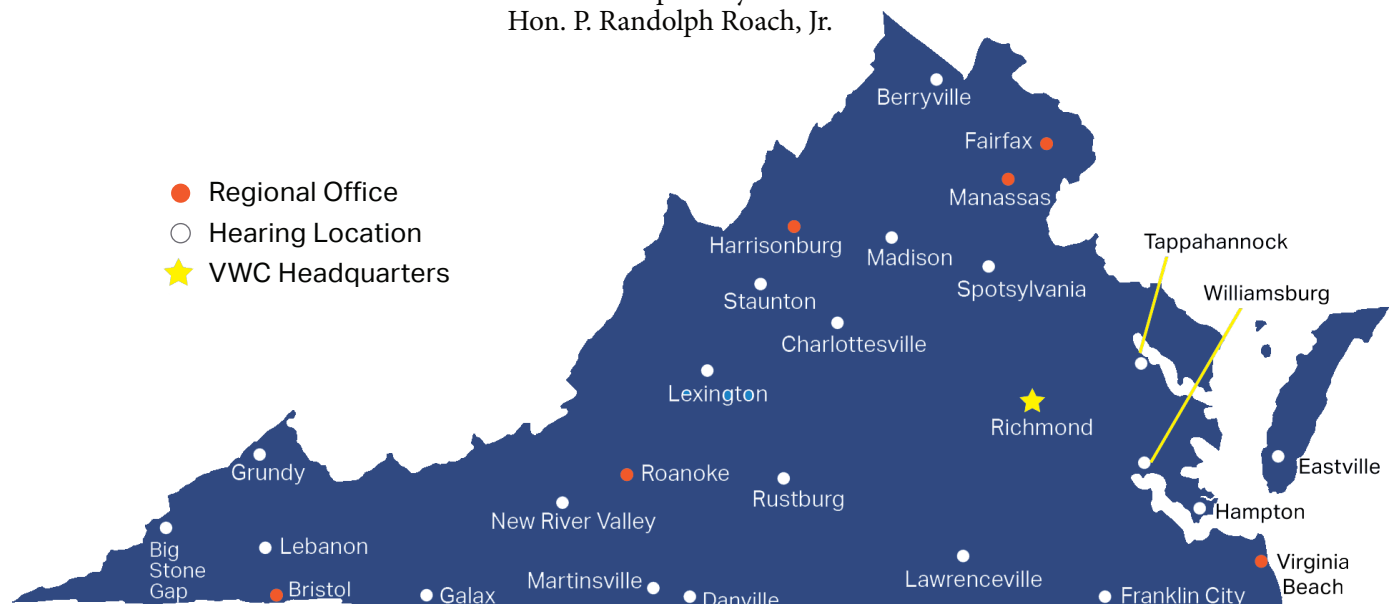 Hon. P. Randolph Roach, Jr.
Berryville
Fairfax
Regional Office
Manassas
Hearing Location
Tappahannock
Harrisonburg
Madison
VWC Headquarters
Spotsylvania
Williamsburg
Staunton
Charlottesville
Lexington
Richmond
Grundy
Roanoke
Eastville
Rustburg
New River Valley
Hampton
Big
Stone
Gap
Lebanon
Virginia
Beach
Lawrenceville
Martinsville
Bristol
Galax
Danville
Franklin City